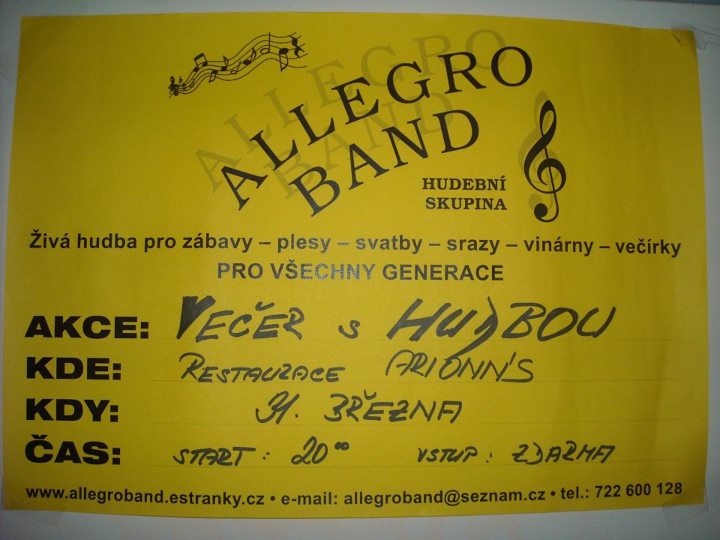 ALLEGRO
BAND
HUDEBNÍ
SKUPINA
Živá hudba pro zábavy – plesy – svatby – srazy – vinárny – večírky
PRO VŠECHNY GENERACE
AKCE: VEČER s HUDBOU
KDE: RESTAURACE ARIONN'S
KDY: 31. BŘEZNA
ČAS: START: 20⁰⁰ VSTUP: ZDARMA
www.allegroband.estranky.cz • e-mail: allegroband@seznam.cz • tel.: 722 600 128